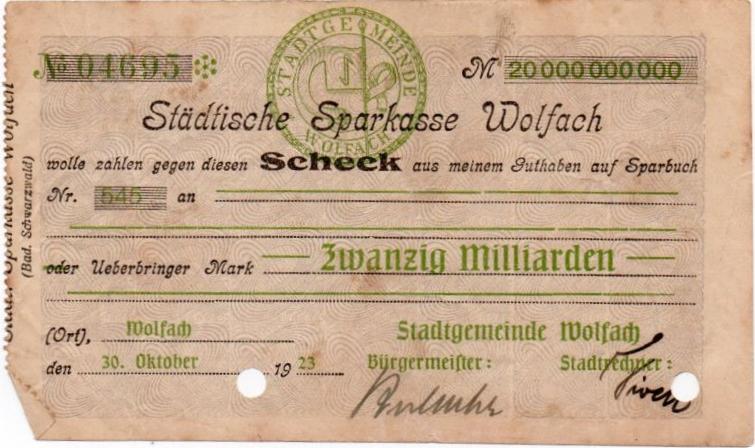 No 04695
STADTGEMEINDE WOLFACH
M 20 000 000 000
Städtische Sparkasse Wolfach
wolle zahlen gegen diesen Scheck aus meinem Guthaben auf Sparbuch
Nr. 545 an
oder Ueberbringer Mark Zwanzig Milliarden
(Ort), Wolfach
Stadtgemeinde Wolfach
den 30. Oktober 1923
Bürgermeister: Stadtrechner:
Sparkasse Wolfach
(Bad. Schwarzwald)